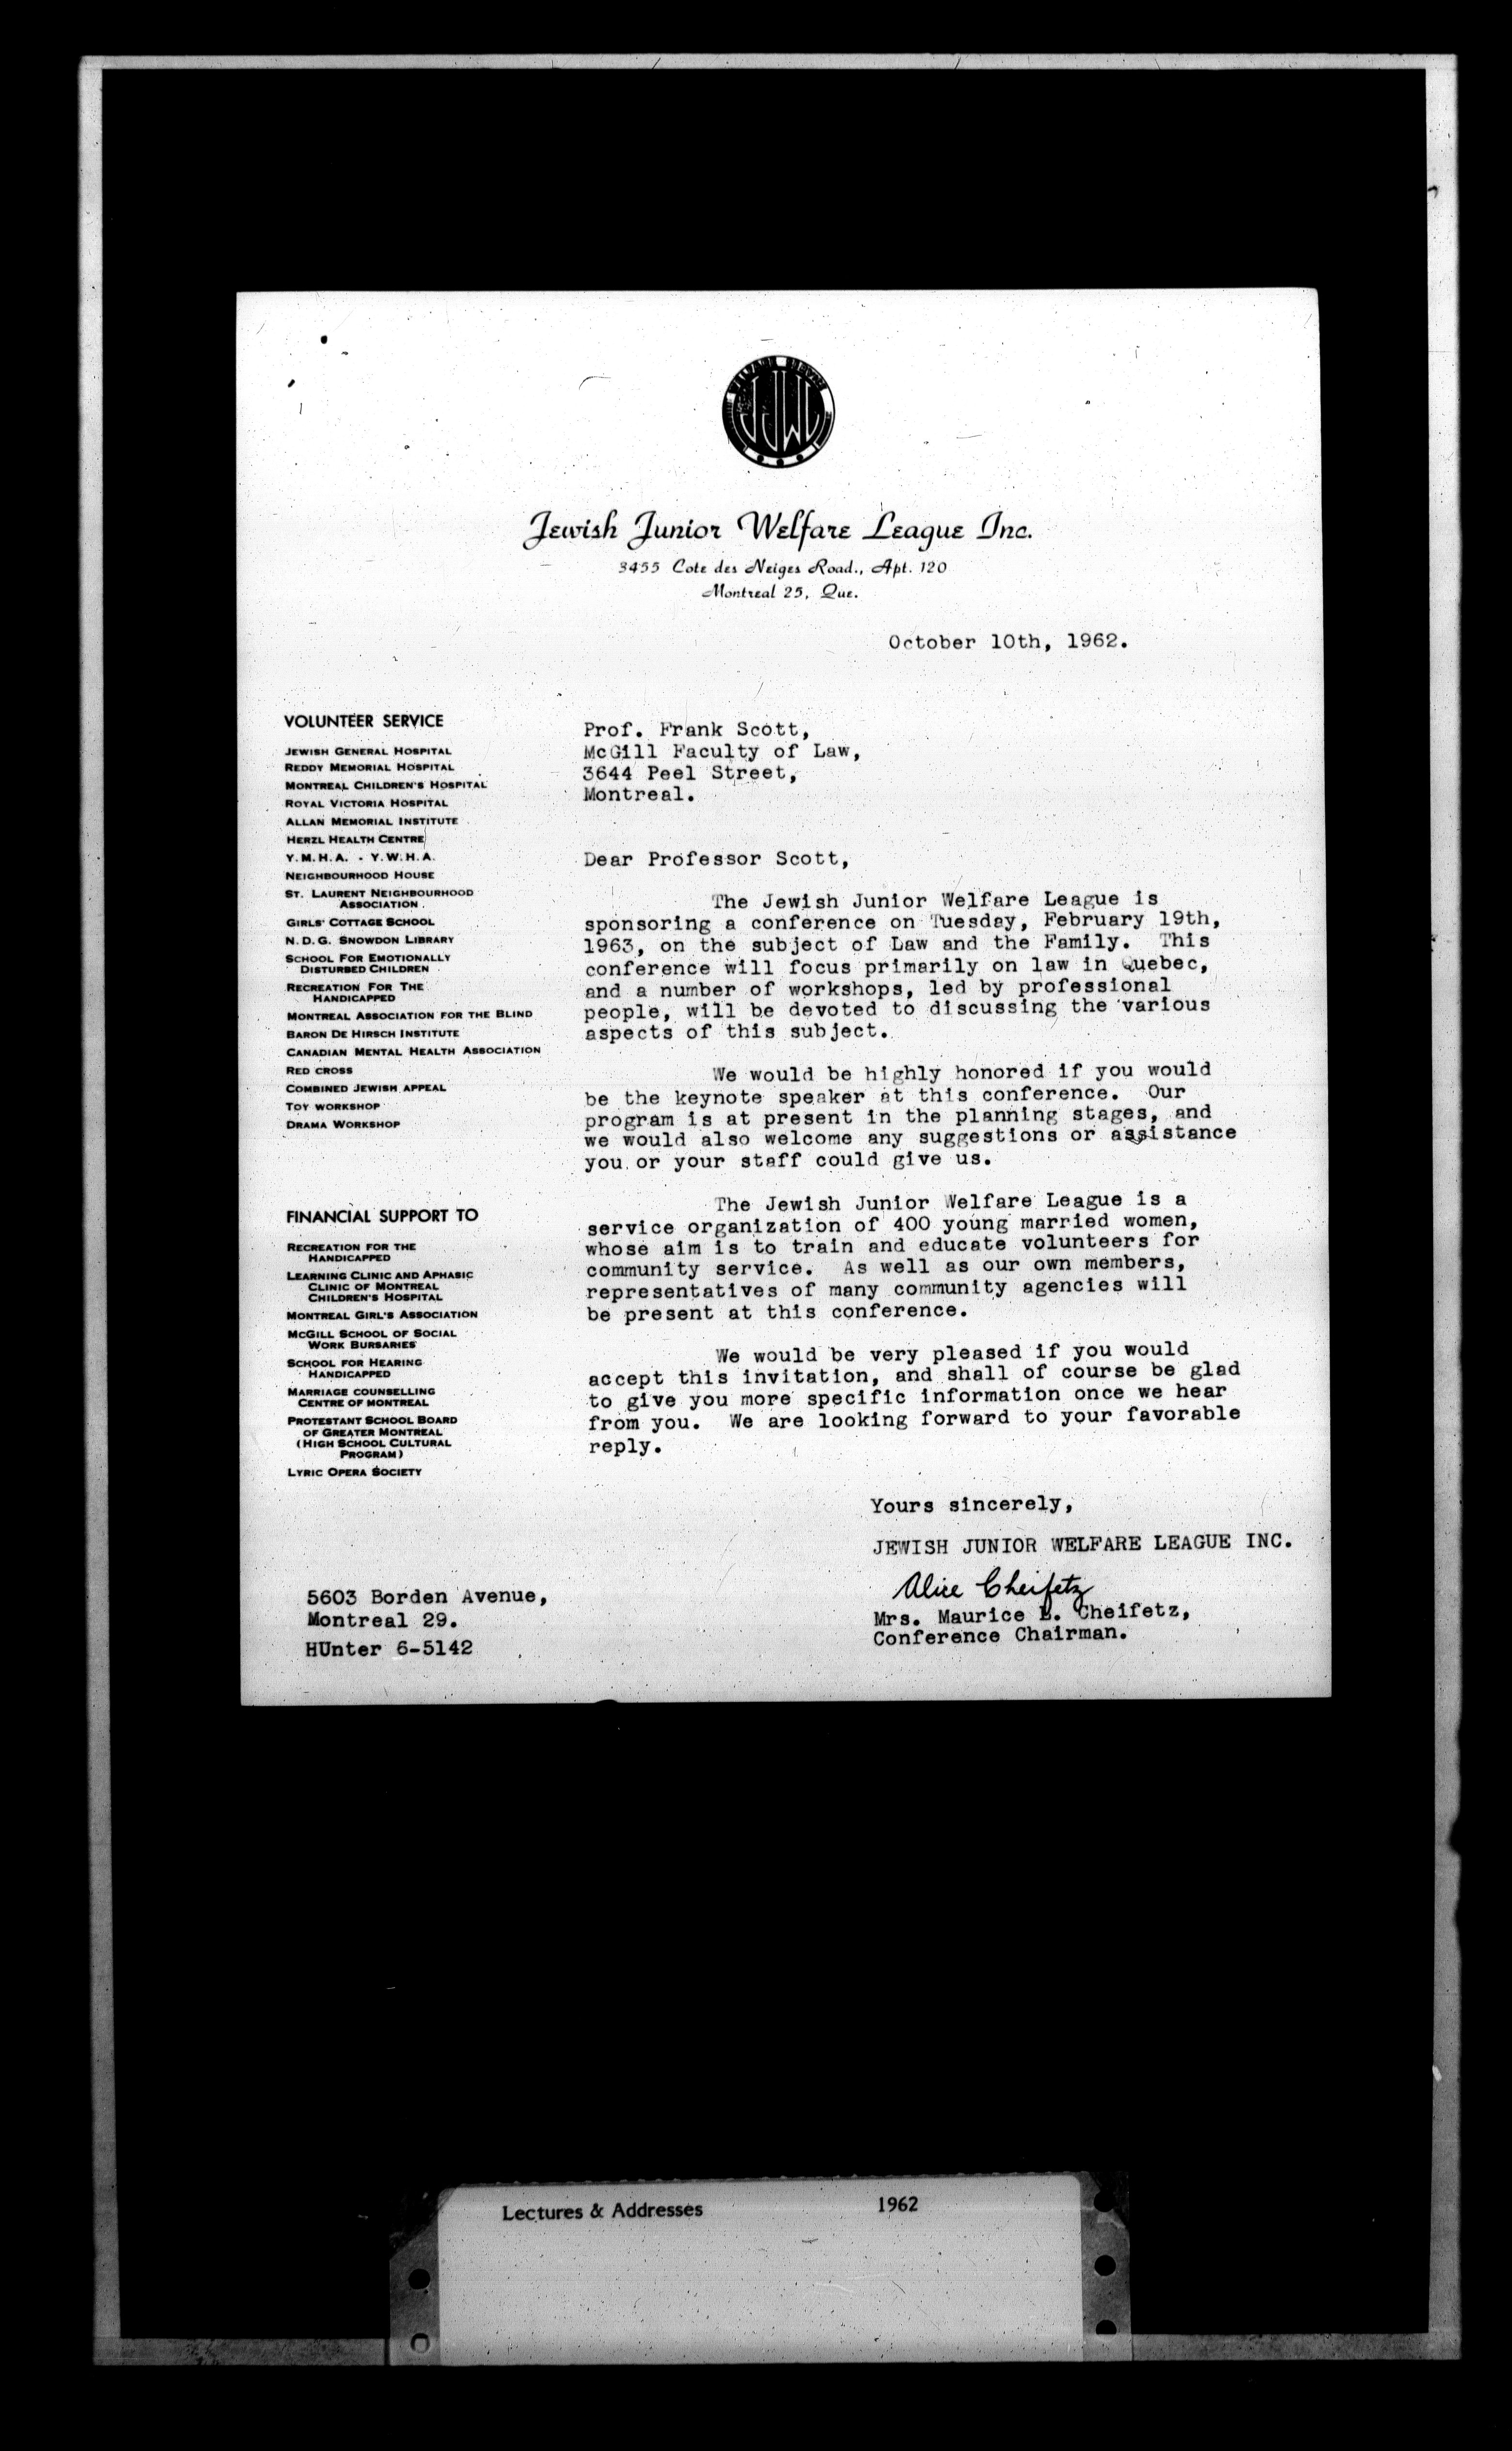 JJWL
Jewish Junior Welfare League Inc.
3455 Cote des Neiges Road., Apt. 120
Montreal 25, Que.
October 10th, 1962.
VOLUNTEER SERVICE
JEWISH GENERAL HOSPITAL
REDDY MEMORIAL HOSPITAL
MONTREAL CHILDREN'S HOSPITAL
ROYAL VICTORIA HOSPITAL
ALLAN MEMORIAL INSTITUTE
HERZL HEALTH CENTRE
Y.M.H.A. - Y.W.H.A.
NEIGHBOURHOOD HOUSE
ST. LAURENT NEIGHBOURHOOD
ASSOCIATION
GIRLS' COTTAGE SCHOOL
N.D.G. SNOWDON LIBRARY
SCHOOL FOR EMOTIONALLY
DISTURBED CHILDREN
RECREATION FOR THE
HANDICAPPED
MONTREAL ASSOCIATION FOR THE BLIND
BARON DE HIRSCH INSTITUTE
CANADIAN MENTAL HEALTH ASSOCIATION
RED CROSS
COMBINED JEWISH APPEAL
TOY WORKSHOP
DRAMA WORKSHOP
FINANCIAL SUPPORT TO
RECREATION FOR THE
HANDICAPPED
LEARNING CLINIC AND APHASIC
CLINIC OF MONTREAL
CHILDREN'S HOSPITAL
MONTREAL GIRL'S ASSOCIATION
MCGILL SCHOOL OF SOCIAL
WORK BURSARIES
SCHOOL FOR HEARING
HANDICAPPED
MARRIAGE COUNSELLING
CENTRE OF MONTREAL
PROTESTANT SCHOOL BOARD
OF GREATER MONTREAL
(HIGH SCHOOL CULTURAL
PROGRAM)
LYRIC OPERA SOCIETY
Prof. Frank Scott,
McGill Faculty of Law,
3644 Peel Street,
Montreal.
Dear Professor Scott,
The Jewish Junior Welfare League is
sponsoring a conference on Tuesday, February 19th,
1963, on the subject of Law and the Family. This
conference will focus primarily on law in Quebec,
and a number of workshops, led by professional
people, will be devoted to discussing the various
aspects of this subject.
We would be highly honored if you would
be the keynote speaker at this conference. Our
program is at present in the planning stages, and
we would also welcome any suggestions or assistance
you or your staff could give us.
The Jewish Junior Welfare League is a
service organization of 400 young married women,
whose aim is to train and educate volunteers for
community service. As well as our own members,
representatives of many community agencies will
be present at this conference.
We would be very pleased if you would
accept this invitation, and shall of course be glad
to give you more specific information once we hear
from you. We are looking forward to your favorable
reply.
Yours sincerely,
JEWISH JUNIOR WELFARE LEAGUE INC.
Alice Cheifetz
Mrs. Maurice L. Cheifetz,
Conference Chairman.
5603 Borden Avenue,
Montreal 29.
HUnter 6-5142
Lectures & Addresses 1962